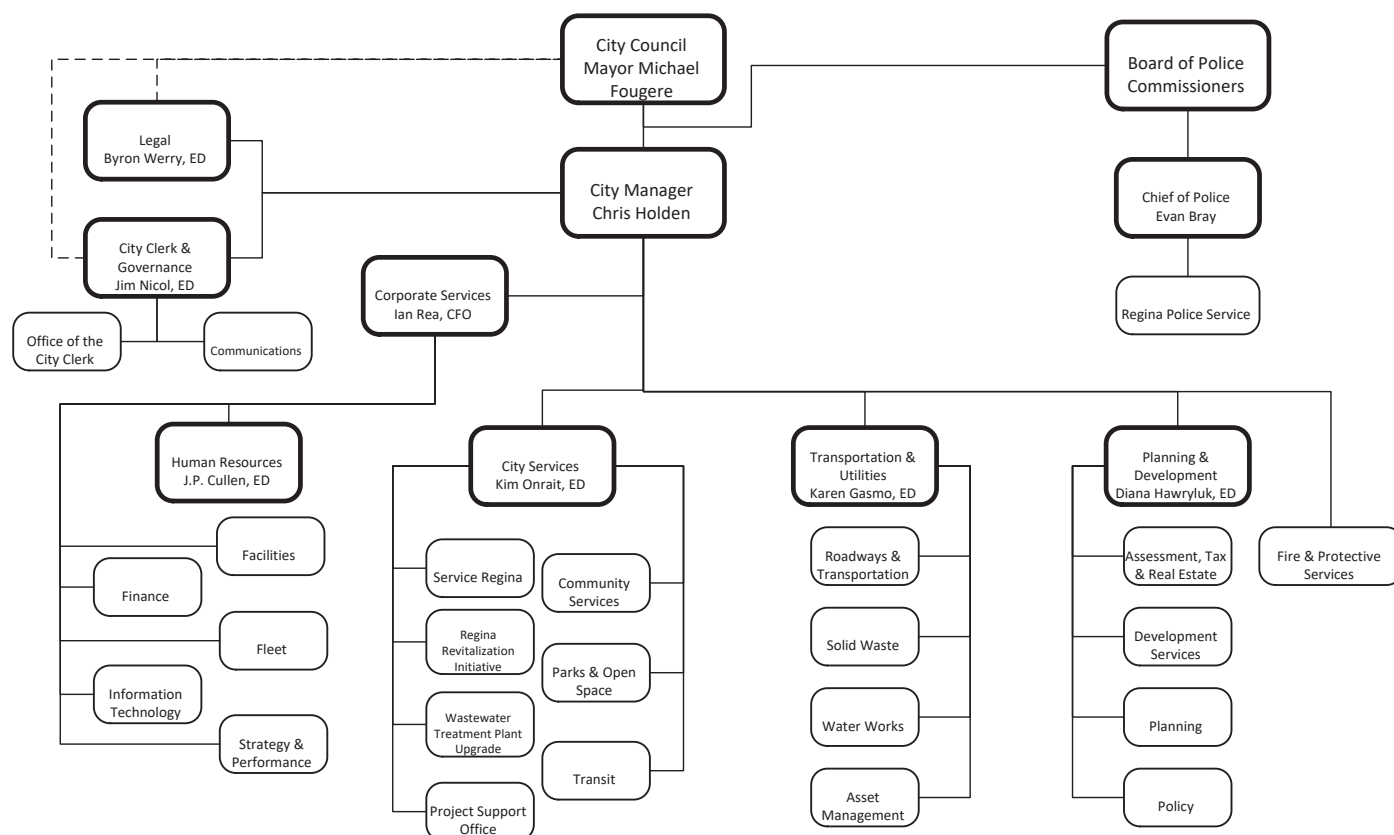 City Council
Mayor Michael
Fougere
Board of Police
Commissioners
Legal
Byron Werry, ED
City Manager
Chris Holden
Chief of Police
Evan Bray
City Clerk &
Governance
Jim Nicol, ED
Corporate Services
Ian Rea, CFO
Regina Police Service
Office of the
City Clerk
Communications
Human Resources
J.P. Cullen, ED
City Services
Kim Onrait, ED
Transportation &
Utilities
Karen Gasmo, ED
Planning &
Development
Diana Hawryluk, ED
Facilities
Finance
Fleet
Information
Technology
Strategy &
Performance
Service Regina
Community
Services
Regina
Revitalization
Initiative
Parks & Open
Space
Wastewater
Treatment Plant
Upgrade
Transit
Project Support
Office
Roadways &
Transportation
Solid Waste
Water Works
Asset
Management
Assessment, Tax
& Real Estate
Development
Services
Planning
Policy
Fire & Protective
Services